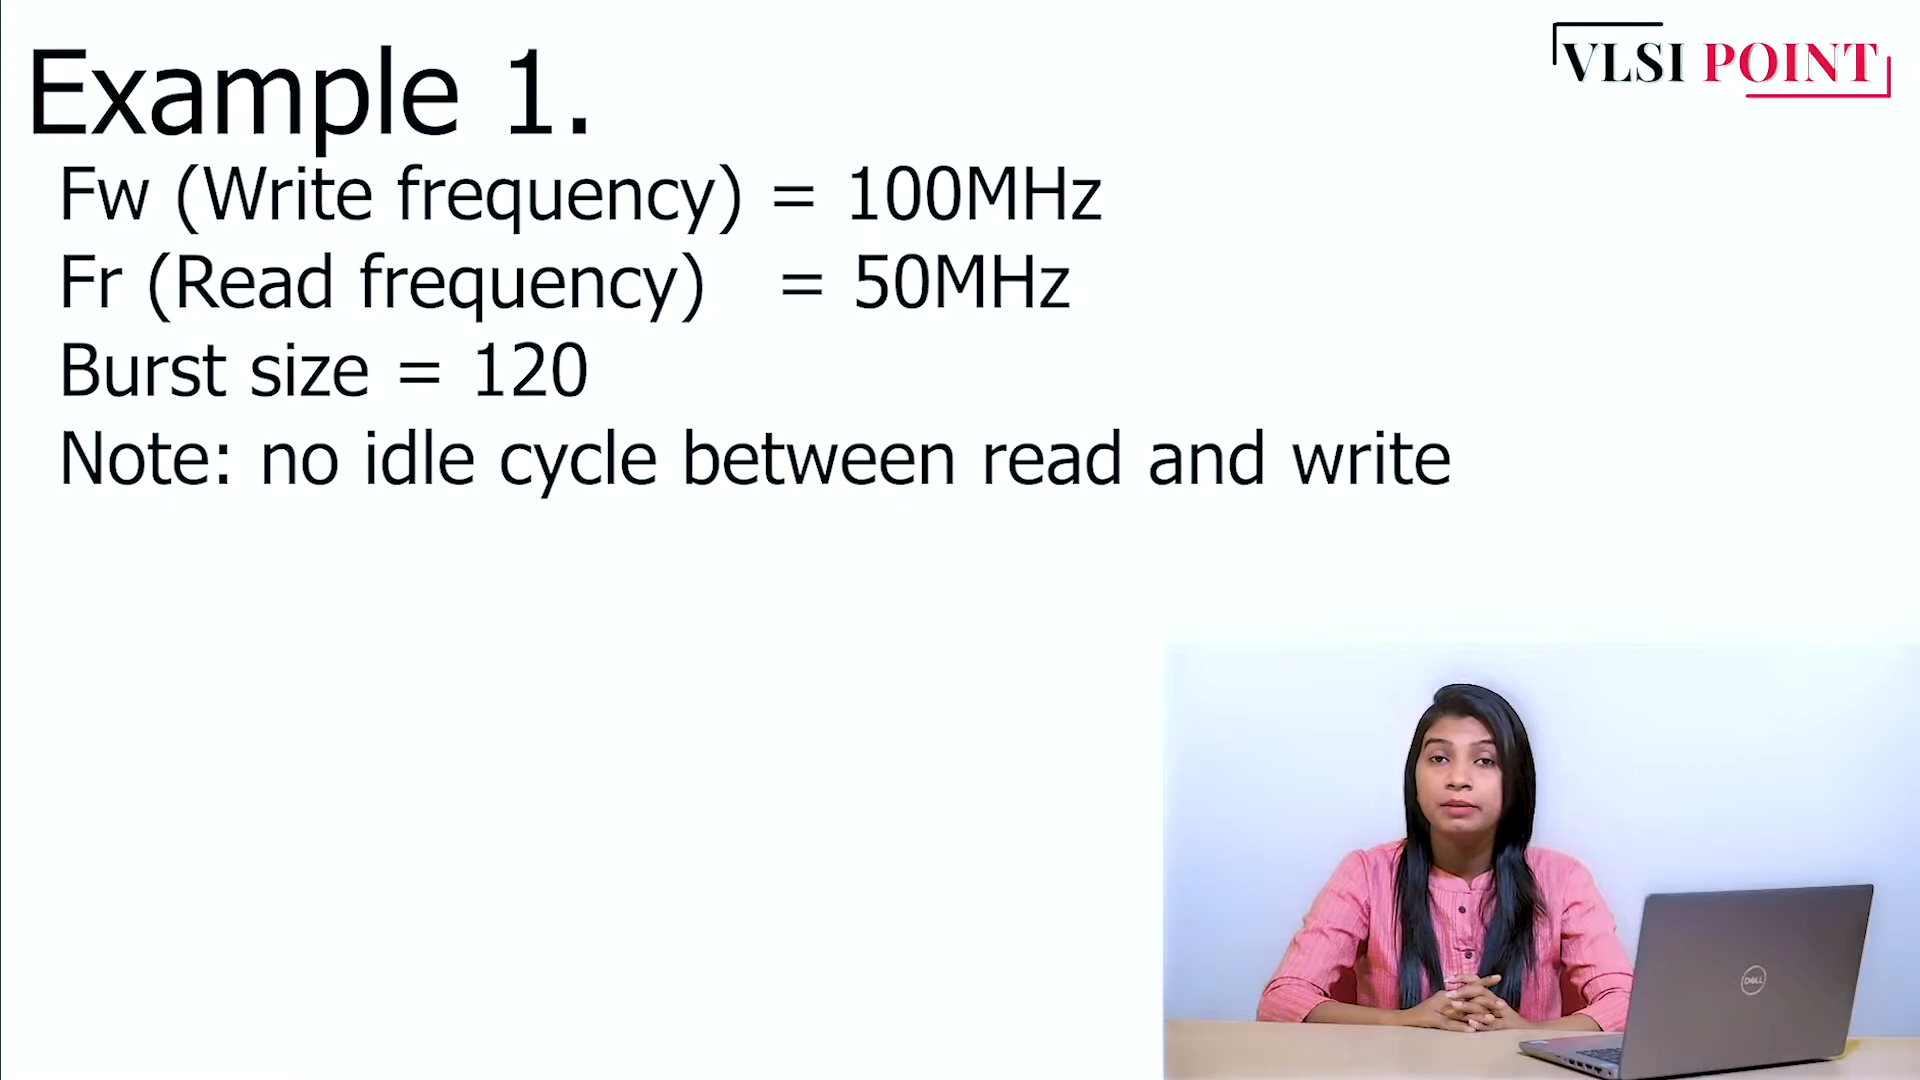 VLSI POINT
Example 1.
Fw (Write frequency) = 100MHz
Fr (Read frequency) = 50MHz
Burst size = 120
Note: no idle cycle between read and write
DELL